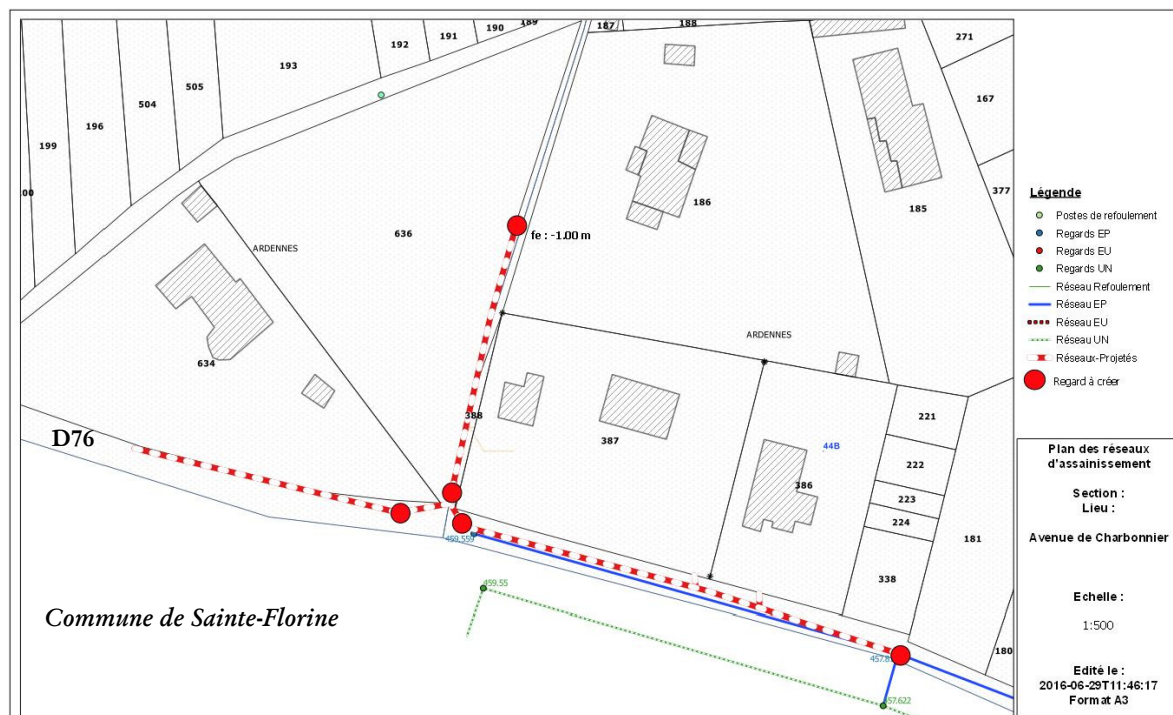 187
188
189
190
191
192
193
505
504
196
199
271
167
377
185
186
636
fe : -1.00 m
ARDENNES
634
ARDENNES
D76
388
387
44B
386
221
222
223
224
338
181
180
459.559
459.55
457.622
Commune de Sainte-Florine
Légende
Postes de refoulement
Regards EP
Regards EU
Regards UN
Réseau Refoulement
Réseau EP
Réseau EU
Réseau UN
Réseaux-Projetés
Regard à créer
Plan des réseaux
d'assainissement
Section :
Lieu :
Avenue de Charbonnier
Echelle :
1:500
Edité le :
2016-06-29T11:46:17
Format A3